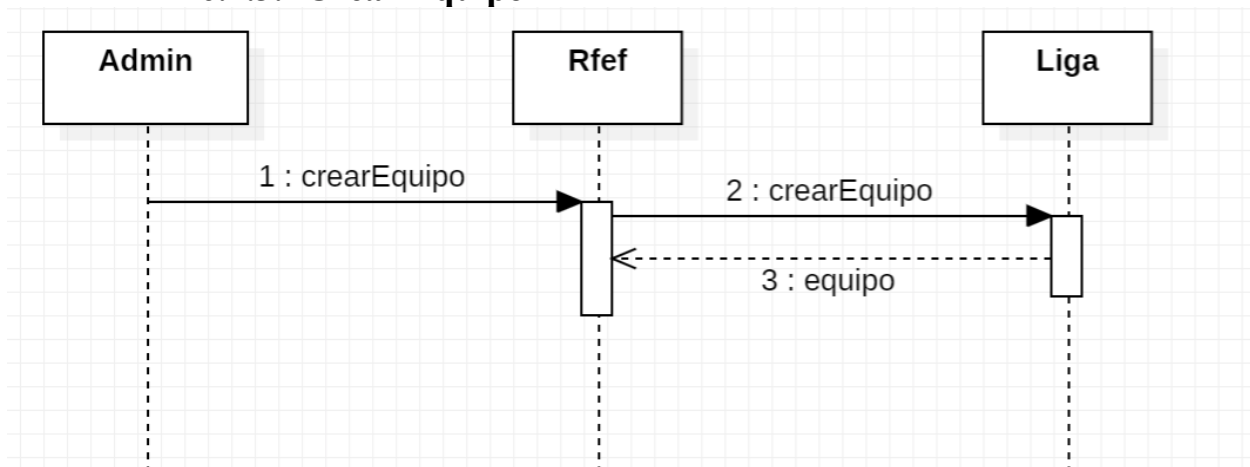 Admin
Rfef
Liga
1 : crearEquipo
2 : crearEquipo
3 : equipo